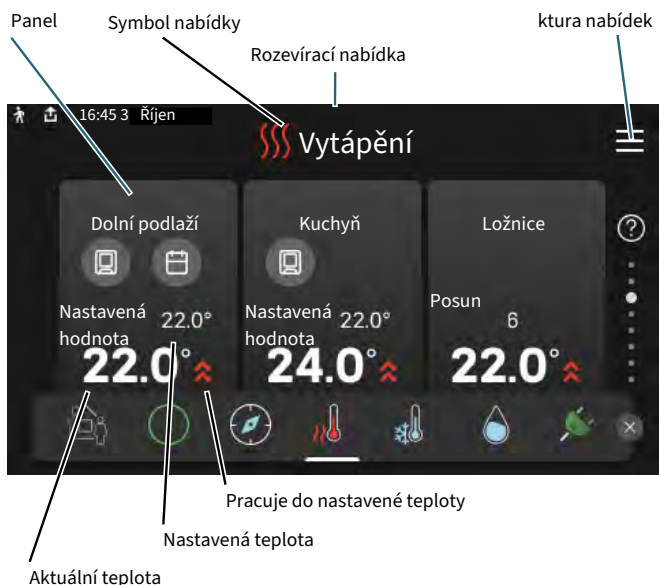 Panel
Symbol nabídky
ktura nabídek
Rozevírací nabídka
16:45 3 Říjen
Vytápění
Dolní podlaží
Kuchyň
Ložnice
?
Nastavená hodnota 22.0°
Nastavená hodnota 22.0°
Posun 6
22.0°
24.0°
22.0°
Pracuje do nastavené teploty
Nastavená teplota
Aktuální teplota